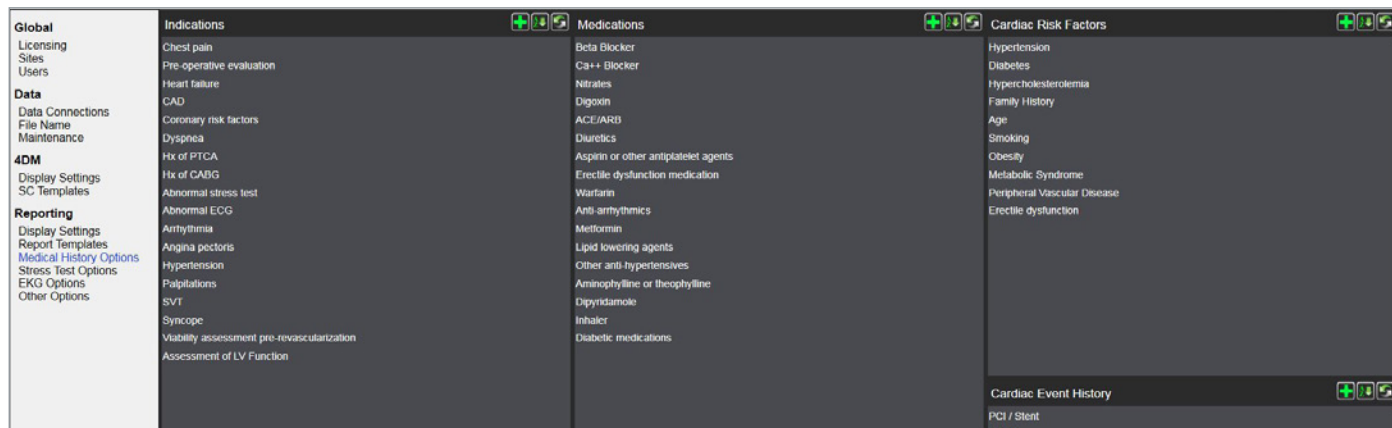 Global
Licensing
Sites
Users
Data
Data Connections
File Name
Maintenance
4DM
Display Settings
SC Templates
Reporting
Display Settings
Report Templates
Medical History Options
Stress Test Options
EKG Options
Other Options
Indications
Chest pain
Pre-operative evaluation
Heart failure
CAD
Coronary risk factors
Dyspnea
Hx of PTCA
Hx of CABG
Abnormal stress test
Abnormal ECG
Arrhythmia
Angina pectoris
Hypertension
Palpitations
SVT
Syncope
Viability assessment pre-revascularization
Assessment of LV Function
Medications
Beta Blocker
Ca++ Blocker
Nitrates
Digoxin
ACE/ARB
Diuretics
Aspirin or other antiplatelet agents
Erectile dysfunction medication
Warfarin
Anti-arrhythmics
Metformin
Lipid lowering agents
Other anti-hypertensives
Aminophylline or theophylline
Dipyridamole
Inhaler
Diabetic medications
Cardiac Risk Factors
Hypertension
Diabetes
Hypercholesterolemia
Family History
Age
Smoking
Obesity
Metabolic Syndrome
Peripheral Vascular Disease
Erectile dysfunction
Cardiac Event History
PCI / Stent